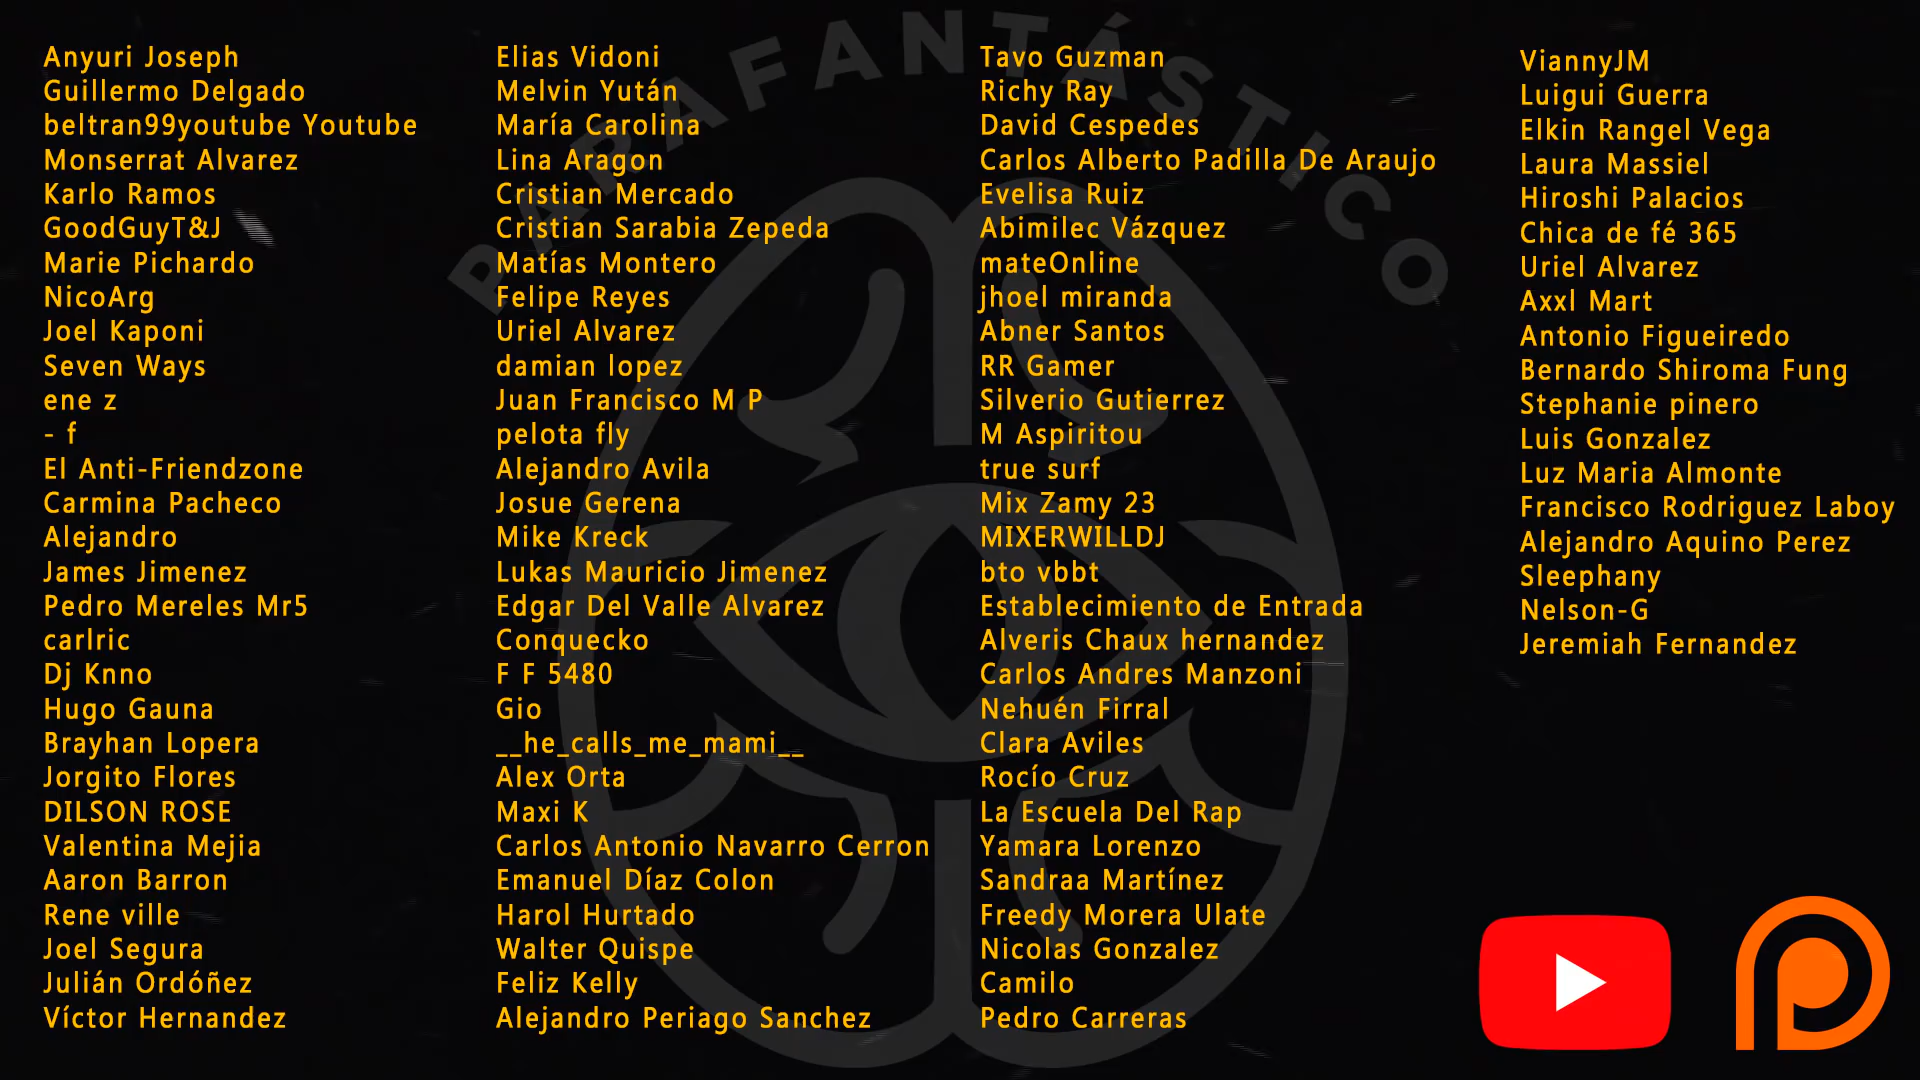 PARAFANTÁSTICO
Anyuri Joseph
Guillermo Delgado
beltran99youtube Youtube
Monserrat Alvarez
Karlo Ramos
GoodGuyT&J
Marie Pichardo
NicoArg
Joel Kaponi
Seven Ways
ene z
- f
El Anti-Friendzone
Carmina Pacheco
Alejandro
James Jimenez
Pedro Mereles Mr5
carlric
Dj Knno
Hugo Gauna
Brayhan Lopera
Jorgito Flores
DILSON ROSE
Valentina Mejia
Aaron Barron
Rene ville
Joel Segura
Julián Ordóñez
Víctor Hernandez
Elias Vidoni
Melvin Yután
María Carolina
Lina Aragon
Cristian Mercado
Cristian Sarabia Zepeda
Matías Montero
Felipe Reyes
Uriel Alvarez
damian lopez
Juan Francisco M P
pelota fly
Alejandro Avila
Josue Gerena
Mike Kreck
Lukas Mauricio Jimenez
Edgar Del Valle Alvarez
Conquecko
F F 5480
Gio
__he_calls_me_mami__
Alex Orta
Maxi K
Carlos Antonio Navarro Cerron
Emanuel Díaz Colon
Harol Hurtado
Walter Quispe
Feliz Kelly
Alejandro Periago Sanchez
Tavo Guzman
Richy Ray
David Cespedes
Carlos Alberto Padilla De Araujo
Evelisa Ruiz
Abimilec Vázquez
mateOnline
jhoel miranda
Abner Santos
RR Gamer
Silverio Gutierrez
M Aspiritou
true surf
Mix Zamy 23
MIXERWILLDJ
bto vbbt
Establecimiento de Entrada
Alveris Chaux hernandez
Carlos Andres Manzoni
Nehuén Firral
Clara Aviles
Rocío Cruz
La Escuela Del Rap
Yamara Lorenzo
Sandraa Martínez
Freedy Morera Ulate
Nicolas Gonzalez
Camilo
Pedro Carreras
ViannyJM
Luigui Guerra
Elkin Rangel Vega
Laura Massiel
Hiroshi Palacios
Chica de fé 365
Uriel Alvarez
Axxl Mart
Antonio Figueiredo
Bernardo Shiroma Fung
Stephanie pinero
Luis Gonzalez
Luz Maria Almonte
Francisco Rodriguez Laboy
Alejandro Aquino Perez
Sleephany
Nelson-G
Jeremiah Fernandez